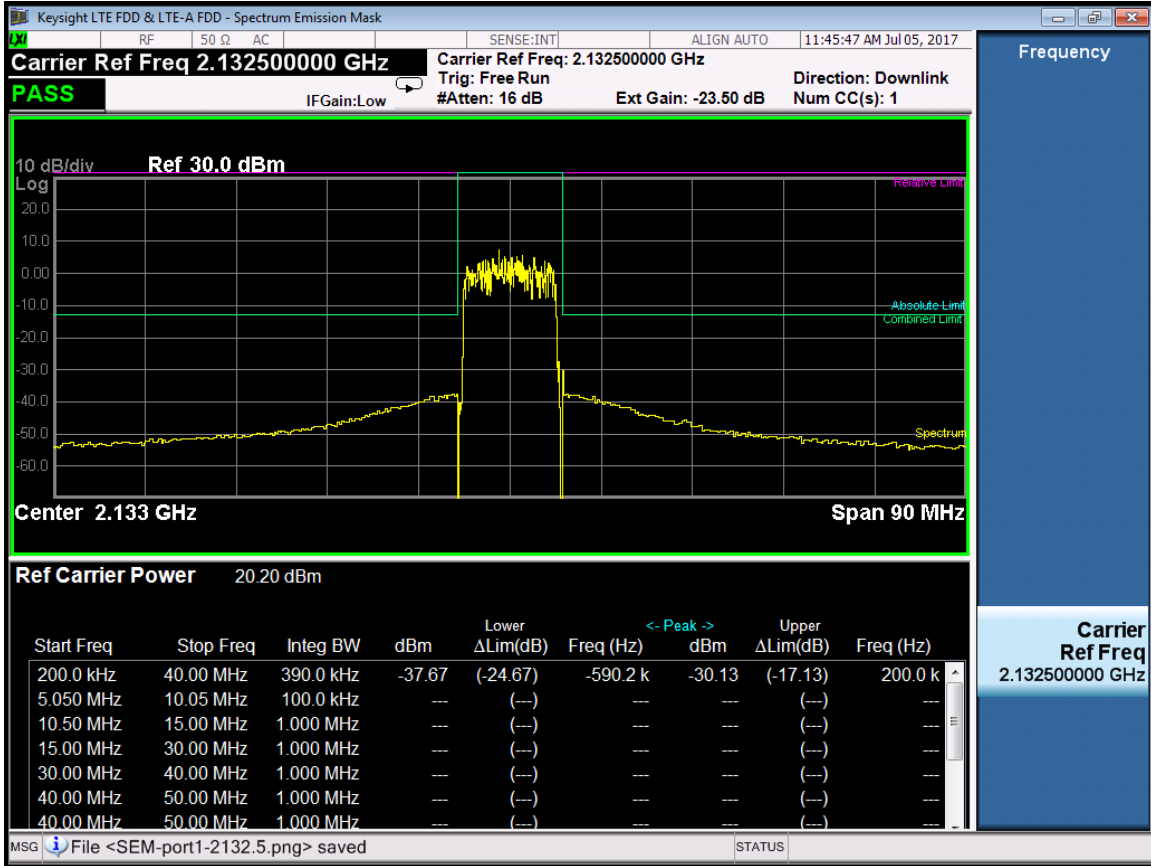 Keysight LTE FDD & LTE-A FDD - Spectrum Emission Mask
LXI RF 50 Ω AC SENSE:INT ALIGN AUTO 11:45:47 AM Jul 05, 2017
Carrier Ref Freq 2.132500000 GHz
Carrier Ref Freq: 2.132500000 GHz
Trig: Free Run Direction: Downlink
PASS IFGain:Low #Atten: 16 dB Ext Gain: -23.50 dB Num CC(s): 1
10 dB/div Ref 30.0 dBm
Log
Relative Limit
20.0
10.0
0.00
-10.0
Absolute Limit
Combined Limit
-20.0
-30.0
-40.0
-50.0
Spectrum
-60.0
Center 2.133 GHz Span 90 MHz
Ref Carrier Power 20.20 dBm
Lower <- Peak -> Upper
Start Freq Stop Freq Integ BW dBm ΔLim(dB) Freq (Hz) dBm ΔLim(dB) Freq (Hz)
200.0 kHz 40.00 MHz 390.0 kHz -37.67 (-24.67) -590.2 k -30.13 (-17.13) 200.0 k
5.050 MHz 10.05 MHz 100.0 kHz --- (---) --- --- (---) ---
10.50 MHz 15.00 MHz 1.000 MHz --- (---) --- --- (---) ---
15.00 MHz 30.00 MHz 1.000 MHz --- (---) --- --- (---) ---
30.00 MHz 40.00 MHz 1.000 MHz --- (---) --- --- (---) ---
40.00 MHz 50.00 MHz 1.000 MHz --- (---) --- --- (---) ---
40.00 MHz 50.00 MHz 1.000 MHz --- (---) --- --- (---) ---
MSG File <SEM-port1-2132.5.png> saved STATUS
Frequency
Carrier
Ref Freq
2.132500000 GHz